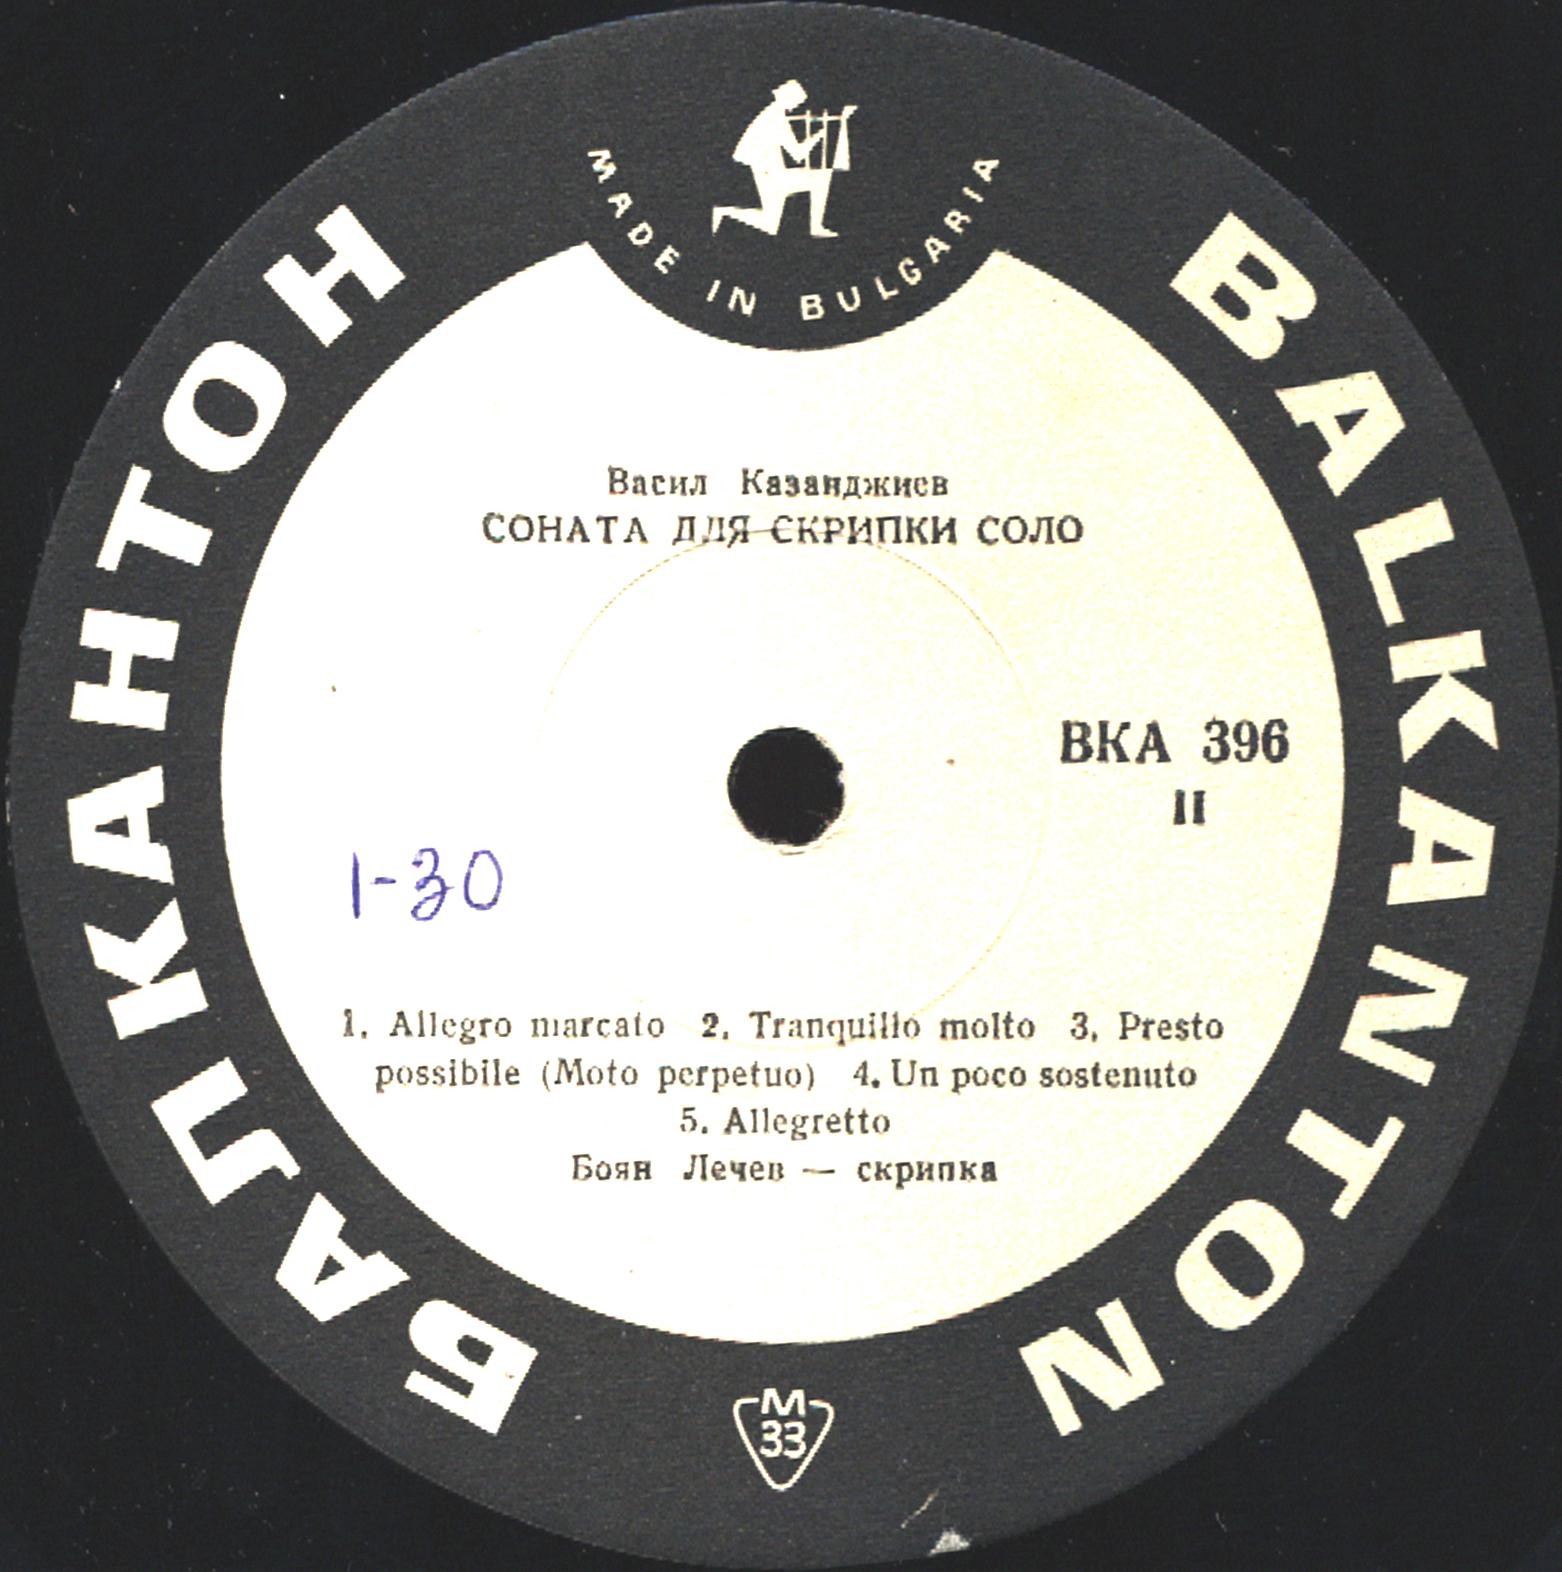 MADE IN BULGARIA
БАЛКАНТОН
BALKANTON
Васил Казанджиев
СОНАТА ДЛЯ СКРИПКИ СОЛО
ВКА 396
II
1-30
1. Allegro marcato 2. Tranquillo molto 3. Presto
possibile (Moto perpetuo) 4. Un poco sostenuto
5. Allegretto
Боян Лечев — скрипка
M
33